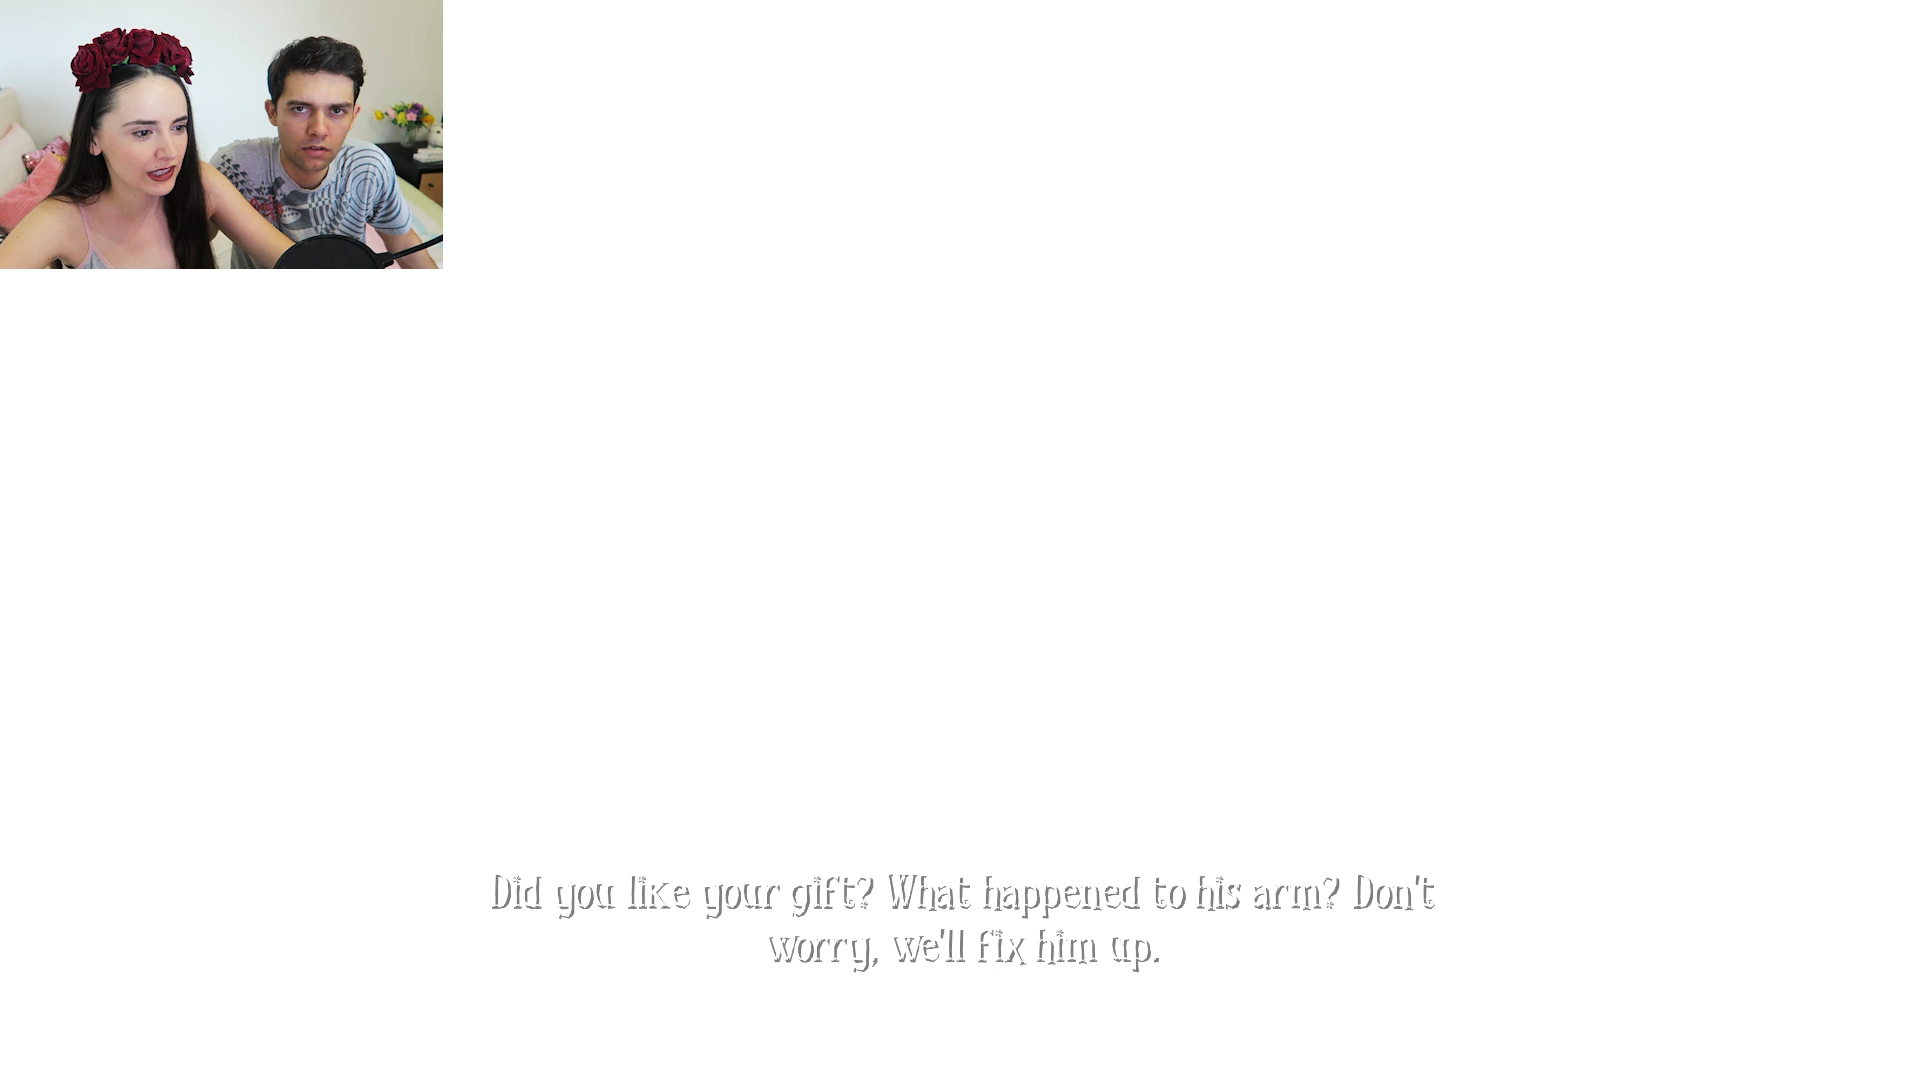 Did you like your gift? What happened to his arm? Don't
worry, we'll fix him up.